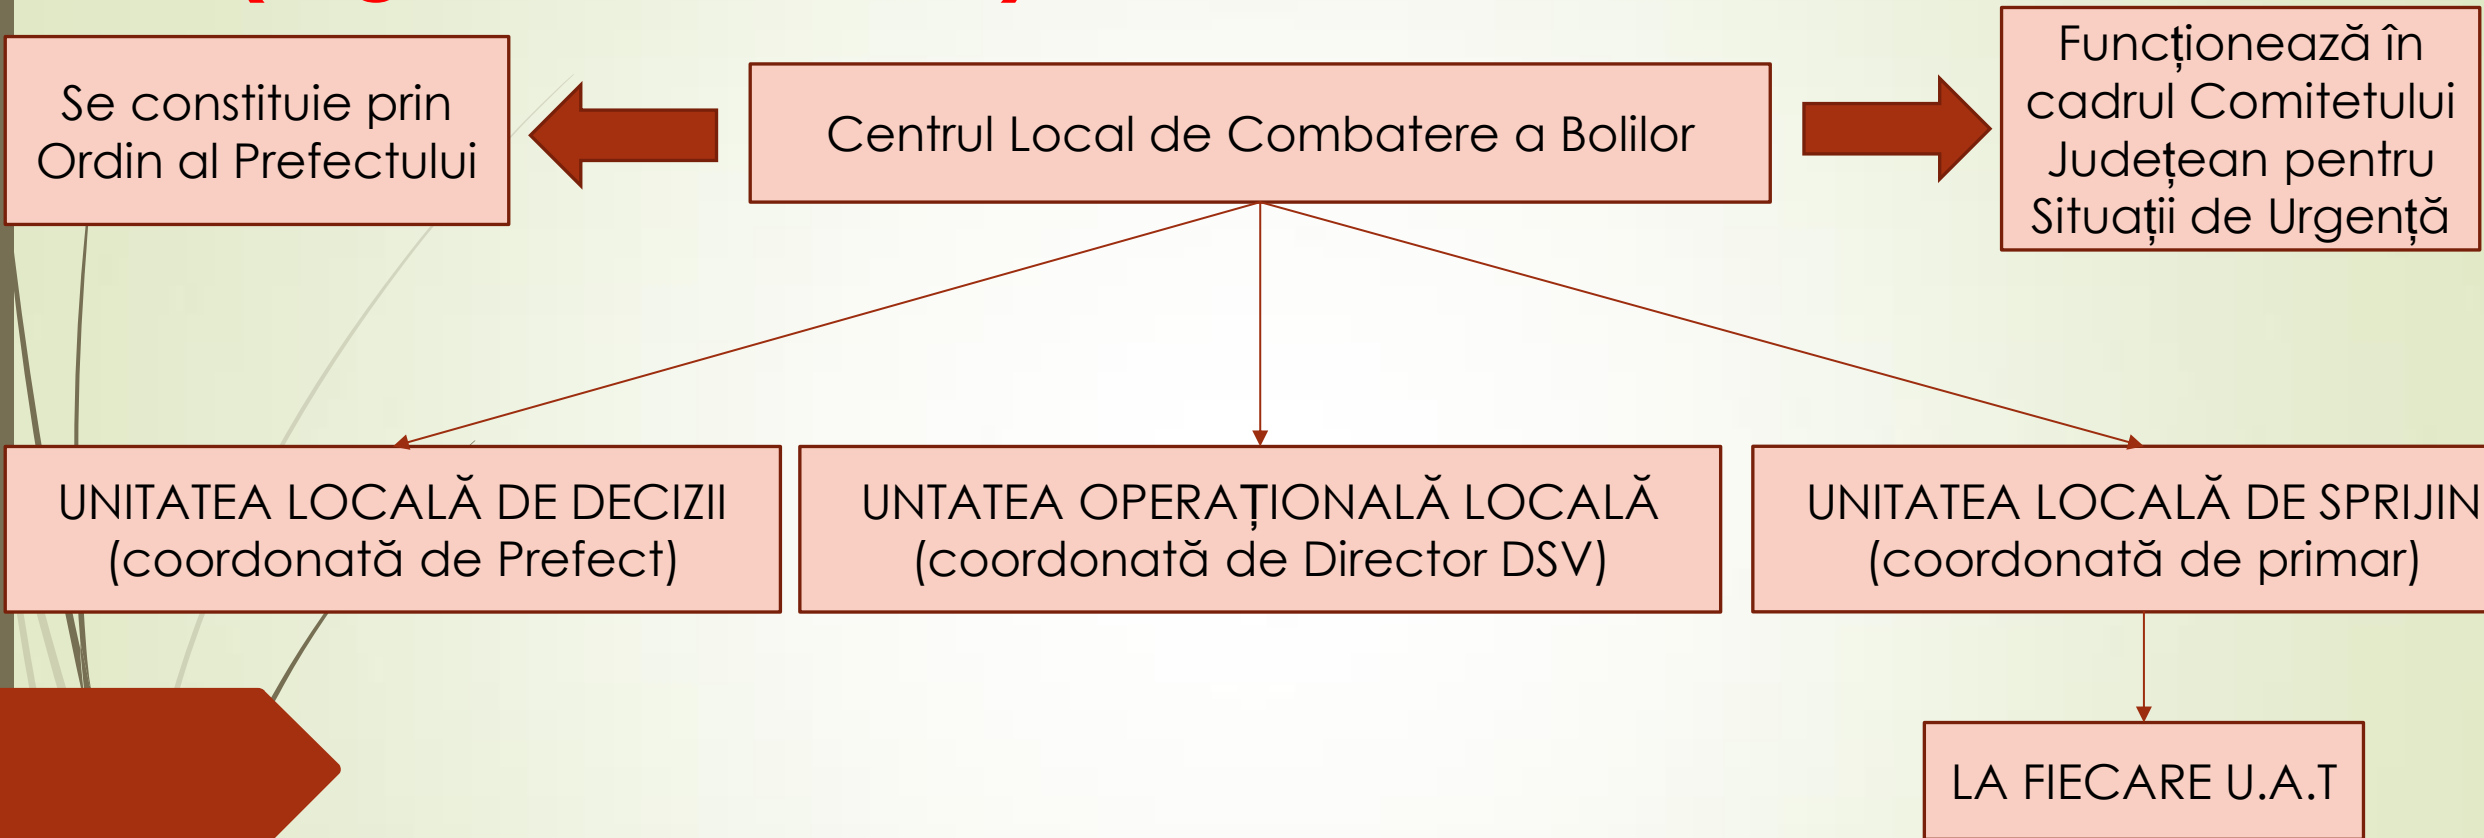 Se constituie prin
Ordin al Prefectului
Centrul Local de Combatere a Bolilor
Funcționează în
cadrul Comitetului
Județean pentru
Situații de Urgență
UNITATEA LOCALĂ DE DECIZII
(coordonată de Prefect)
UNTATEA OPERAȚIONALĂ LOCALĂ
(coordonată de Director DSV)
UNITATEA LOCALĂ DE SPRIJIN
(coordonată de primar)
LA FIECARE U.A.T